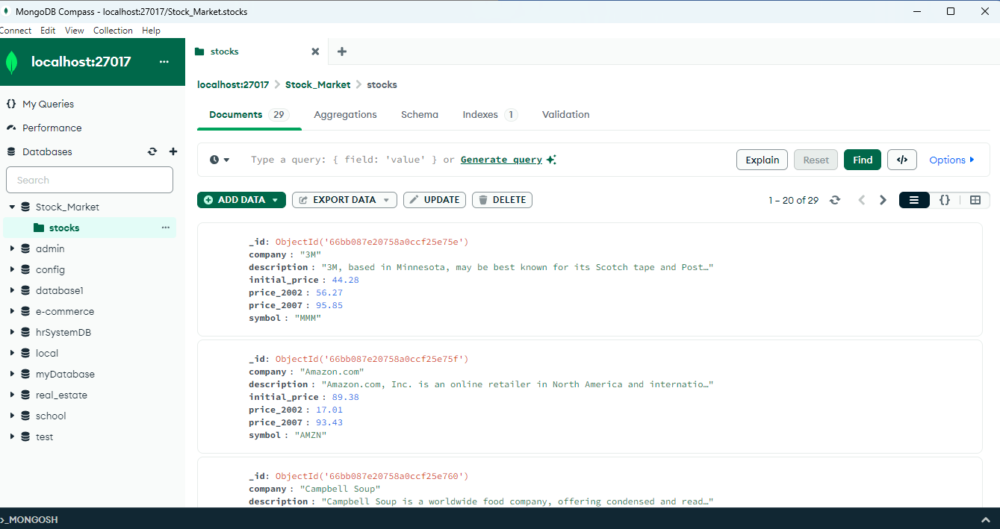 MongoDB Compass - localhost:27017/Stock_Market.stocks
Connect Edit View Collection Help
localhost:27017 ...
My Queries
Performance
Databases
Search
Stock_Market
stocks ...
admin
config
database1
e-commerce
hrSystemDB
local
myDatabase
real_estate
school
test
stocks
localhost:27017 > Stock_Market > stocks
Documents 29 Aggregations Schema Indexes 1 Validation
Type a query: { field: 'value' } or Generate query Explain Reset Find </> Options
ADD DATA EXPORT DATA UPDATE DELETE 1 – 20 of 29 {}
_id: ObjectId('66bb087e20758a0ccf25e75e')
company : "3M"
description : "3M, based in Minnesota, may be best known for its Scotch tape and Post…"
initial_price : 44.28
price_2002 : 56.27
price_2007 : 95.85
symbol : "MMM"
_id: ObjectId('66bb087e20758a0ccf25e75f')
company : "Amazon.com"
description : "Amazon.com, Inc. is an online retailer in North America and internatio…"
initial_price : 89.38
price_2002 : 17.01
price_2007 : 93.43
symbol : "AMZN"
_id: ObjectId('66bb087e20758a0ccf25e760')
company : "Campbell Soup"
description : "Campbell Soup is a worldwide food company, offering condensed and read…"
>_MONGOSH